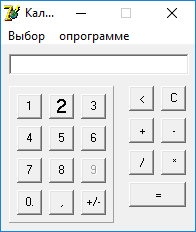 Кал...
Выбор опрограмме
1 2 3 < C
4 5 6 + -
7 8 9 / *
0. , +/- =